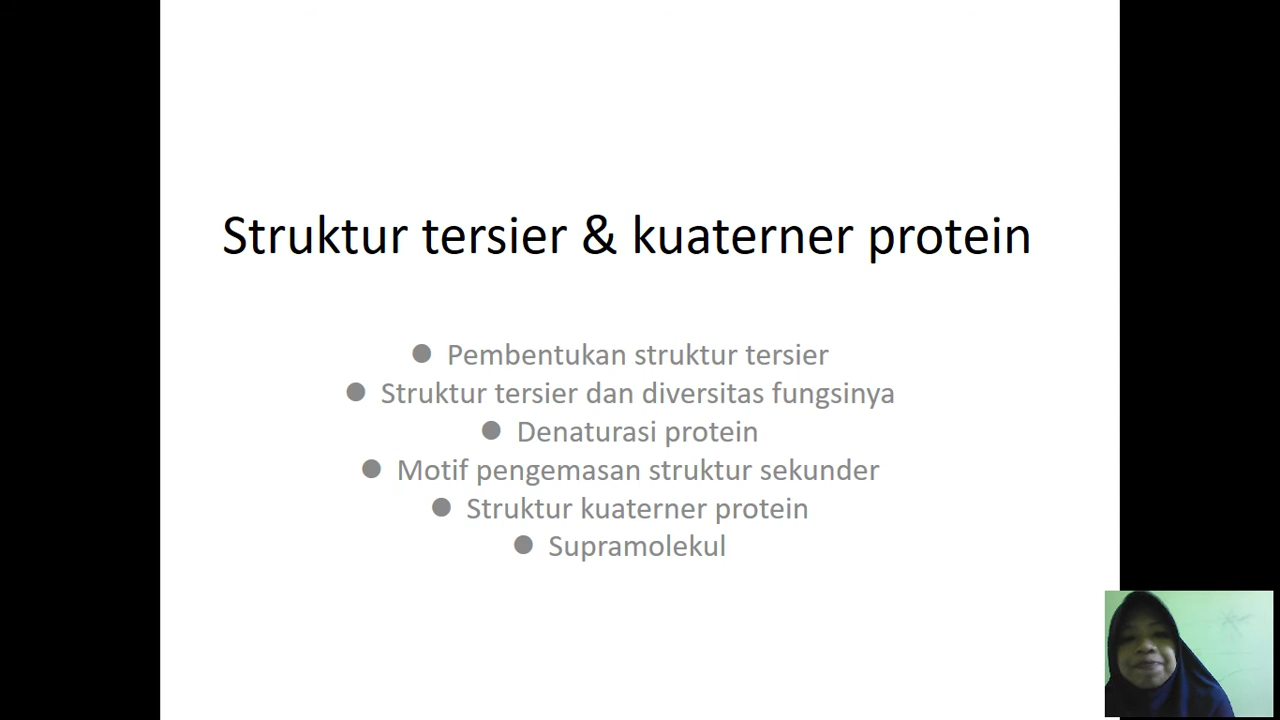 Struktur tersier & kuaterner protein
● Pembentukan struktur tersier
● Struktur tersier dan diversitas fungsinya
● Denaturasi protein
● Motif pengemasan struktur sekunder
● Struktur kuaterner protein
● Supramolekul